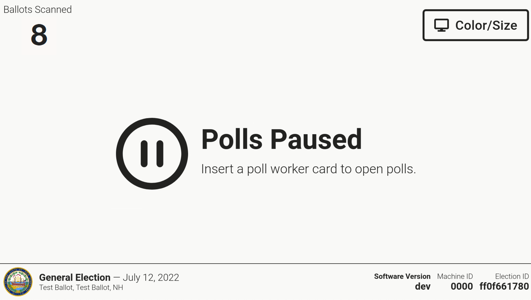 Ballots Scanned
8
Color/Size
Polls Paused
Insert a poll worker card to open polls.
General Election — July 12, 2022
Test Ballot, Test Ballot, NH
Software Version
dev
Machine ID
0000
Election ID
ff0f661780